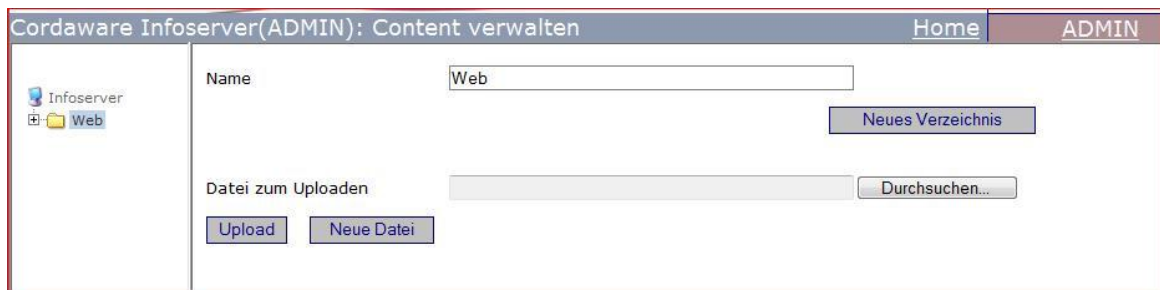 Cordaware Infoserver(ADMIN): Content verwalten Home ADMIN
Infoserver
Web
Name Web
Neues Verzeichnis
Datei zum Uploaden Durchsuchen...
Upload Neue Datei